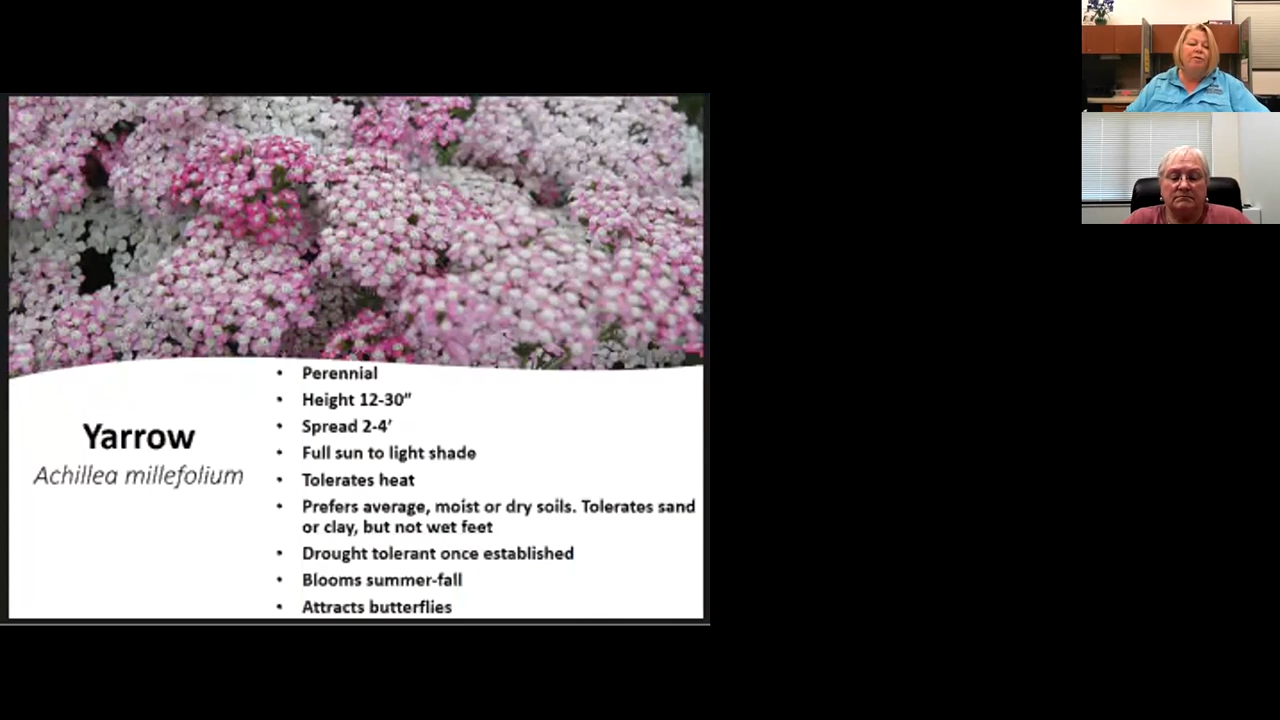 Yarrow
Achillea millefolium
• Perennial
• Height 12-30”
• Spread 2-4’
• Full sun to light shade
• Tolerates heat
• Prefers average, moist or dry soils. Tolerates sand
or clay, but not wet feet
• Drought tolerant once established
• Blooms summer-fall
• Attracts butterflies